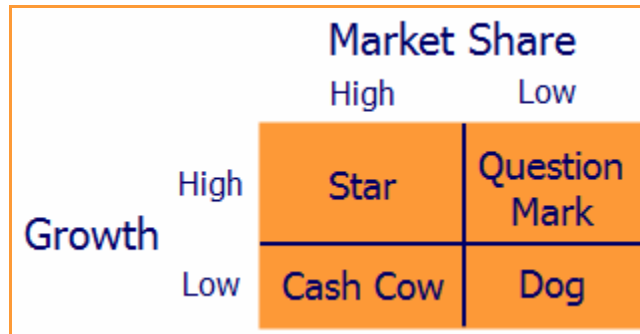 Market Share
High Low
High Star Question
Mark
Growth
Low Cash Cow Dog